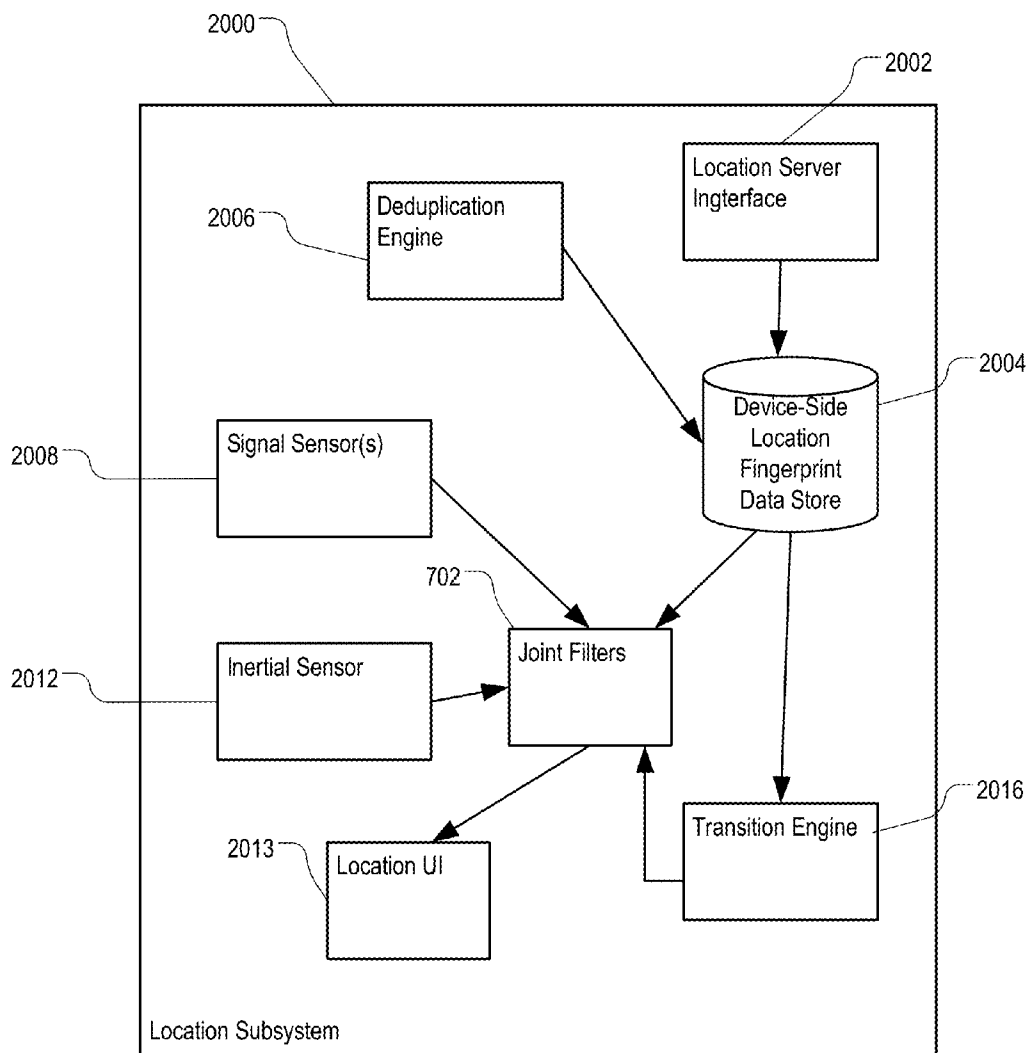 2000
2002
Location Server
Ingterface
Deduplication
Engine
2006
2004
Device-Side
Location
Fingerprint
Data Store
Signal Sensor(s)
2008
702
Joint Filters
Inertial Sensor
2012
2016
Transition Engine
2013
Location UI
Location Subsystem